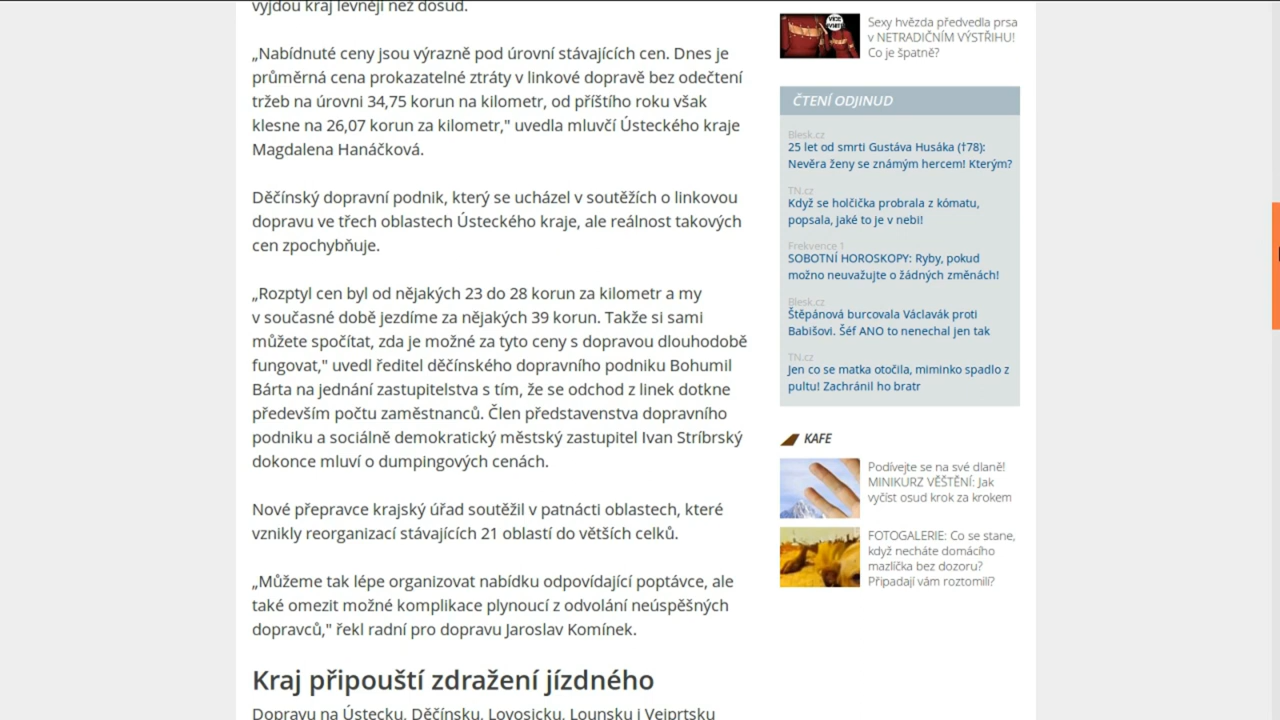 vyjdou kraj levněji než dosud.
„Nabídnuté ceny jsou výrazně pod úrovní stávajících cen. Dnes je
průměrná cena prokazatelné ztráty v linkové dopravě bez odečtení
tržeb na úrovni 34,75 korun na kilometr, od příštího roku však
klesne na 26,07 korun za kilometr," uvedla mluvčí Ústeckého kraje
Magdalena Hanáčková.
Děčínský dopravní podnik, který se ucházel v soutěžích o linkovou
dopravu ve třech oblastech Ústeckého kraje, ale reálnost takových
cen zpochybňuje.
„Rozptyl cen byl od nějakých 23 do 28 korun za kilometr a my
v současné době jezdíme za nějakých 39 korun. Takže si sami
můžete spočítat, zda je možné za tyto ceny s dopravou dlouhodobě
fungovat," uvedl ředitel děčínského dopravního podniku Bohumil
Bárta na jednání zastupitelstva s tím, že se odchod z linek dotkne
především počtu zaměstnanců. Člen představenstva dopravního
podniku a sociálně demokratický městský zastupitel Ivan Stríbrský
dokonce mluví o dumpingových cenách.
Nové přepravce krajský úřad soutěžil v patnácti oblastech, které
vznikly reorganizací stávajících 21 oblastí do větších celků.
„Můžeme tak lépe organizovat nabídku odpovídající poptávce, ale
také omezit možné komplikace plynoucí z odvolání neúspěšných
dopravců," řekl radní pro dopravu Jaroslav Komínek.
Kraj připouští zdražení jízdného
Dopravu na Ústecku, Děčínsku, Lovosicku, Lounsku i Vejprtsku
Sexy hvězda předvedla prsa
v NETRADIČNÍM VÝSTŘIHU!
Co je špatně?
ČTENÍ ODJINUD
Blesk.cz
25 let od smrti Gustáva Husáka (†78):
Nevěra ženy se známým hercem! Kterým?
TN.cz
Když se holčička probrala z kómatu,
popsala, jaké to je v nebi!
Frekvence 1
SOBOTNÍ HOROSKOPY: Ryby, pokud
možno neuvažujte o žádných změnách!
Blesk.cz
Štěpánová burcovala Václavák proti
Babišovi. Šéf ANO to nenechal jen tak
TN.cz
Jen co se matka otočila, miminko spadlo z
pultu! Zachránil ho bratr
KAFE
Podívejte se na své dlaně!
MINIKURZ VĚŠTĚNÍ: Jak
vyčíst osud krok za krokem
FOTOGALERIE: Co se stane,
když necháte domácího
mazlíčka bez dozoru?
Připadají vám roztomilí?